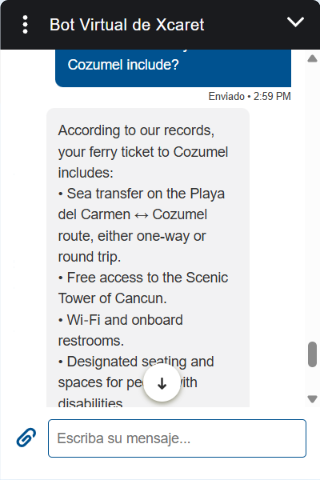 Bot Virtual de Xcaret
Cozumel include?
Enviado • 2:59 PM
According to our records,
your ferry ticket to Cozumel
includes:
• Sea transfer on the Playa
del Carmen ↔ Cozumel
route, either one-way or
round trip.
• Free access to the Scenic
Tower of Cancun.
• Wi-Fi and onboard
restrooms.
• Designated seating and
spaces for with
disabilities
Escriba su mensaje...